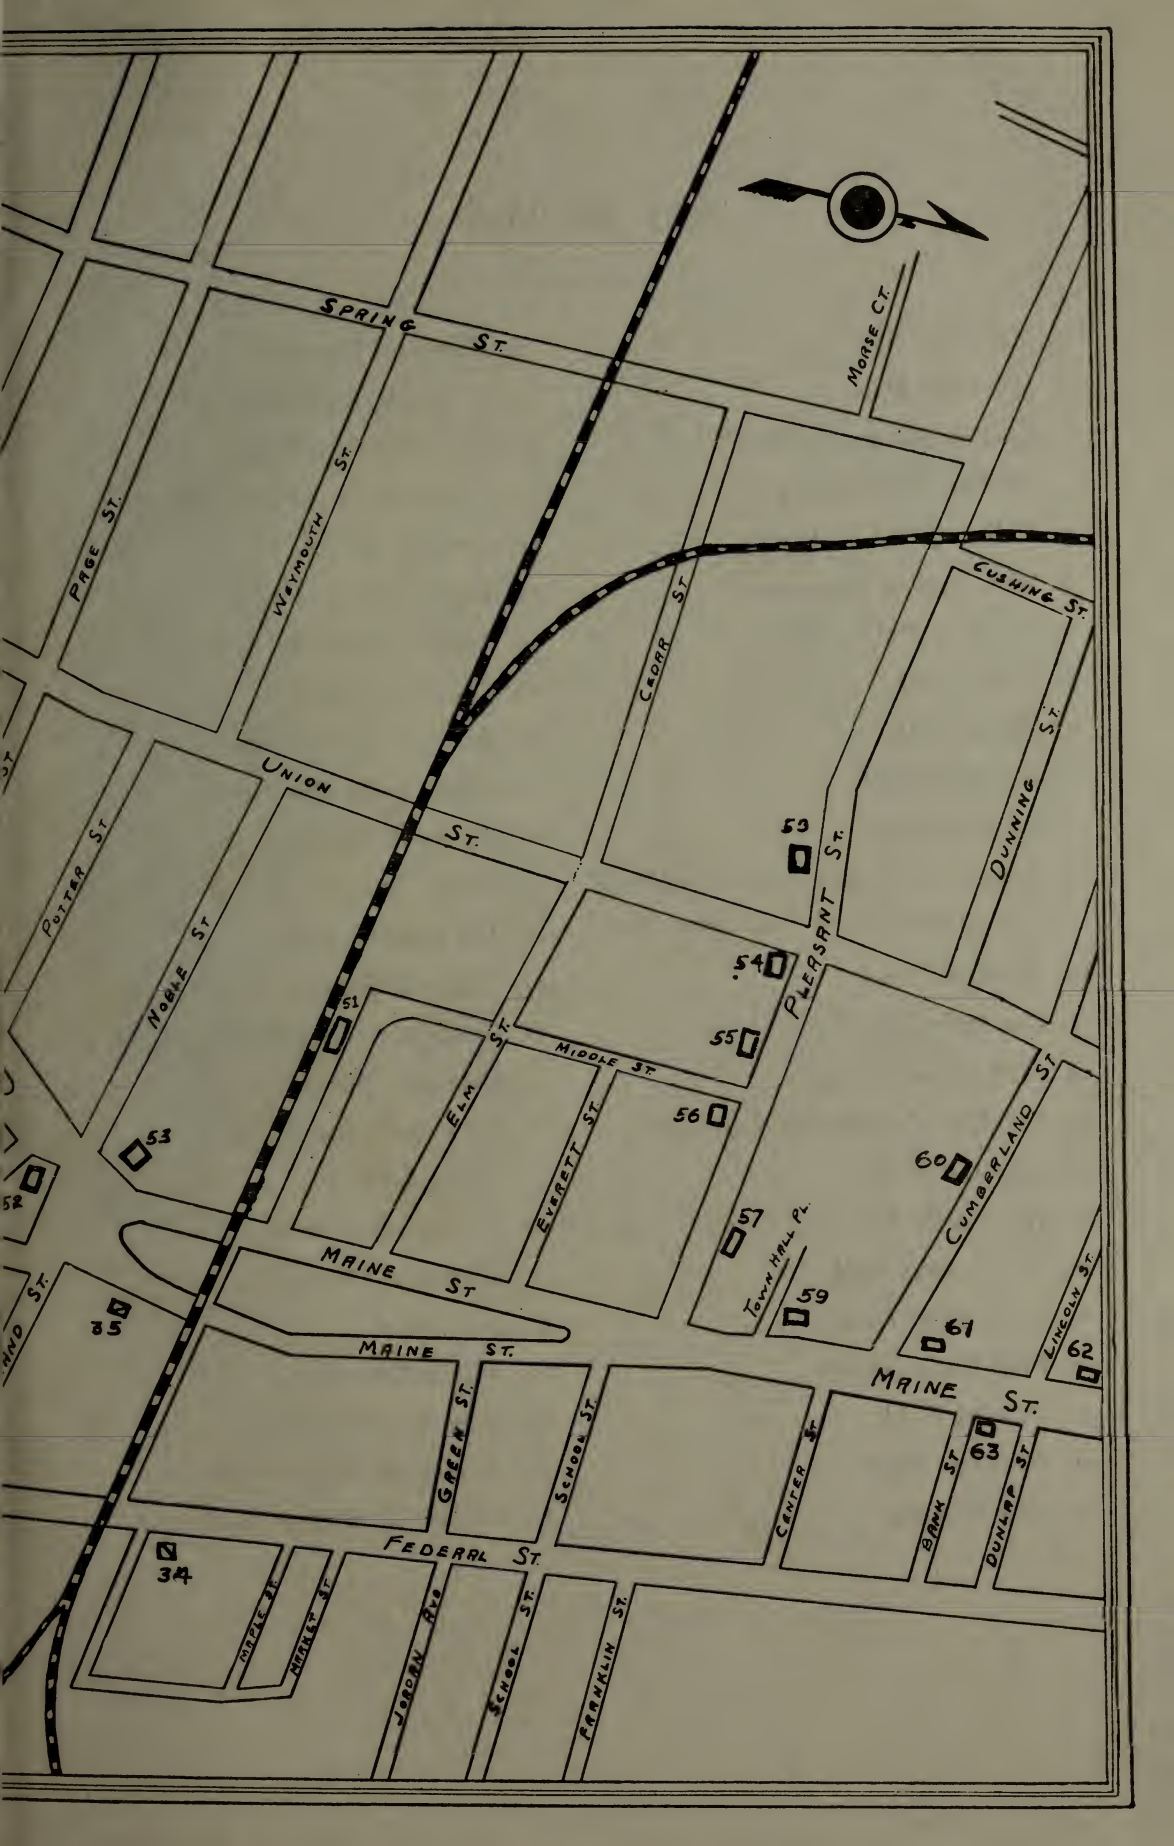 SPRING ST.
MORSE CT.
PAGE ST.
WEYMOUTH ST.
CUSHING ST.
CEDAR ST
DUNNING ST.
UNION ST.
ST
POTTER ST
NOBLE ST
53
PLEASANT ST.
54
51
55
MIDDLE ST.
ELM ST.
56
EVERETT ST.
CUMBERLAND ST
60
53
52
57
TOWN HALL PL.
MAINE ST
59
61
LINCOLN ST.
62
35
ST.
MAINE ST.
MAINE ST.
GREEN ST.
SCHOOL ST.
CENTER ST
BANK ST
63
DUNLAP ST
FEDERAL ST.
34
MAPLE ST.
MARKET ST
JORDAN AVE
SCHOOL ST.
FRANKLIN ST.